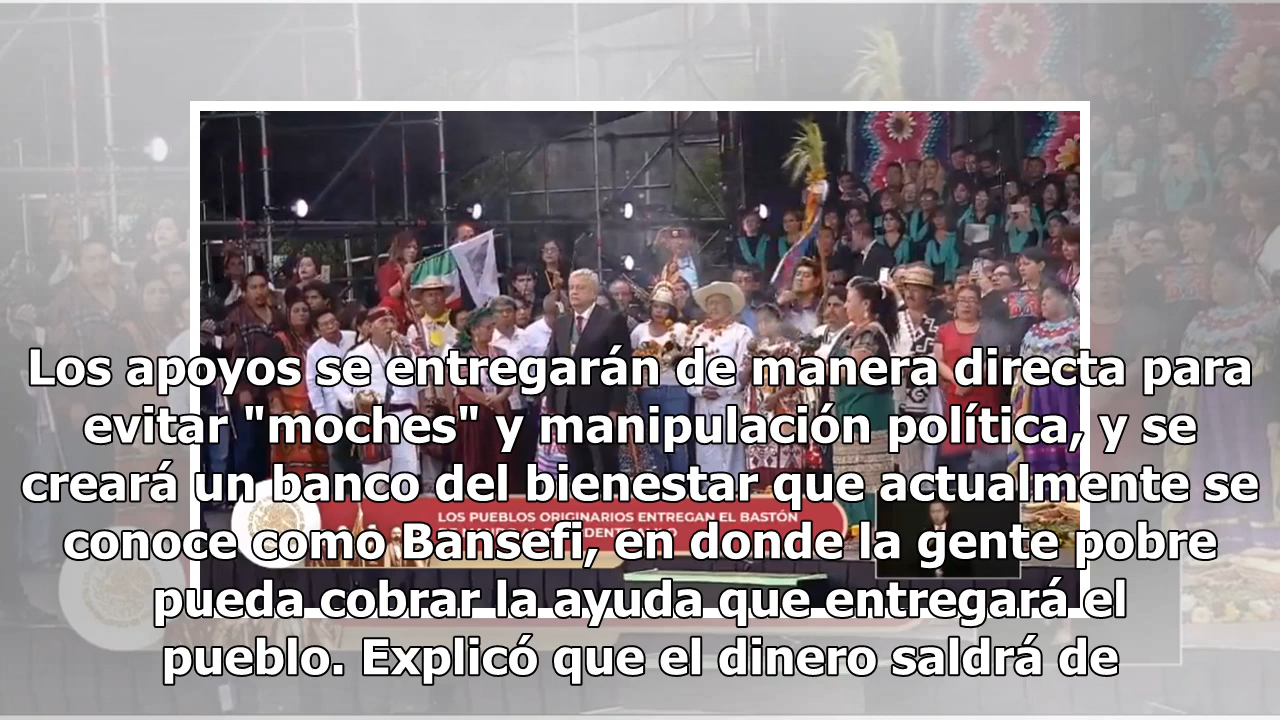 Los apoyos se entregarán de manera directa para
evitar "moches" y manipulación política, y se
creará un banco del bienestar que actualmente se
conoce como Bansefi, en donde la gente pobre
pueda cobrar la ayuda que entregará el
pueblo. Explicó que el dinero saldrá de
LOS PUEBLOS ORIGINARIOS ENTREGAN EL BASTÓN